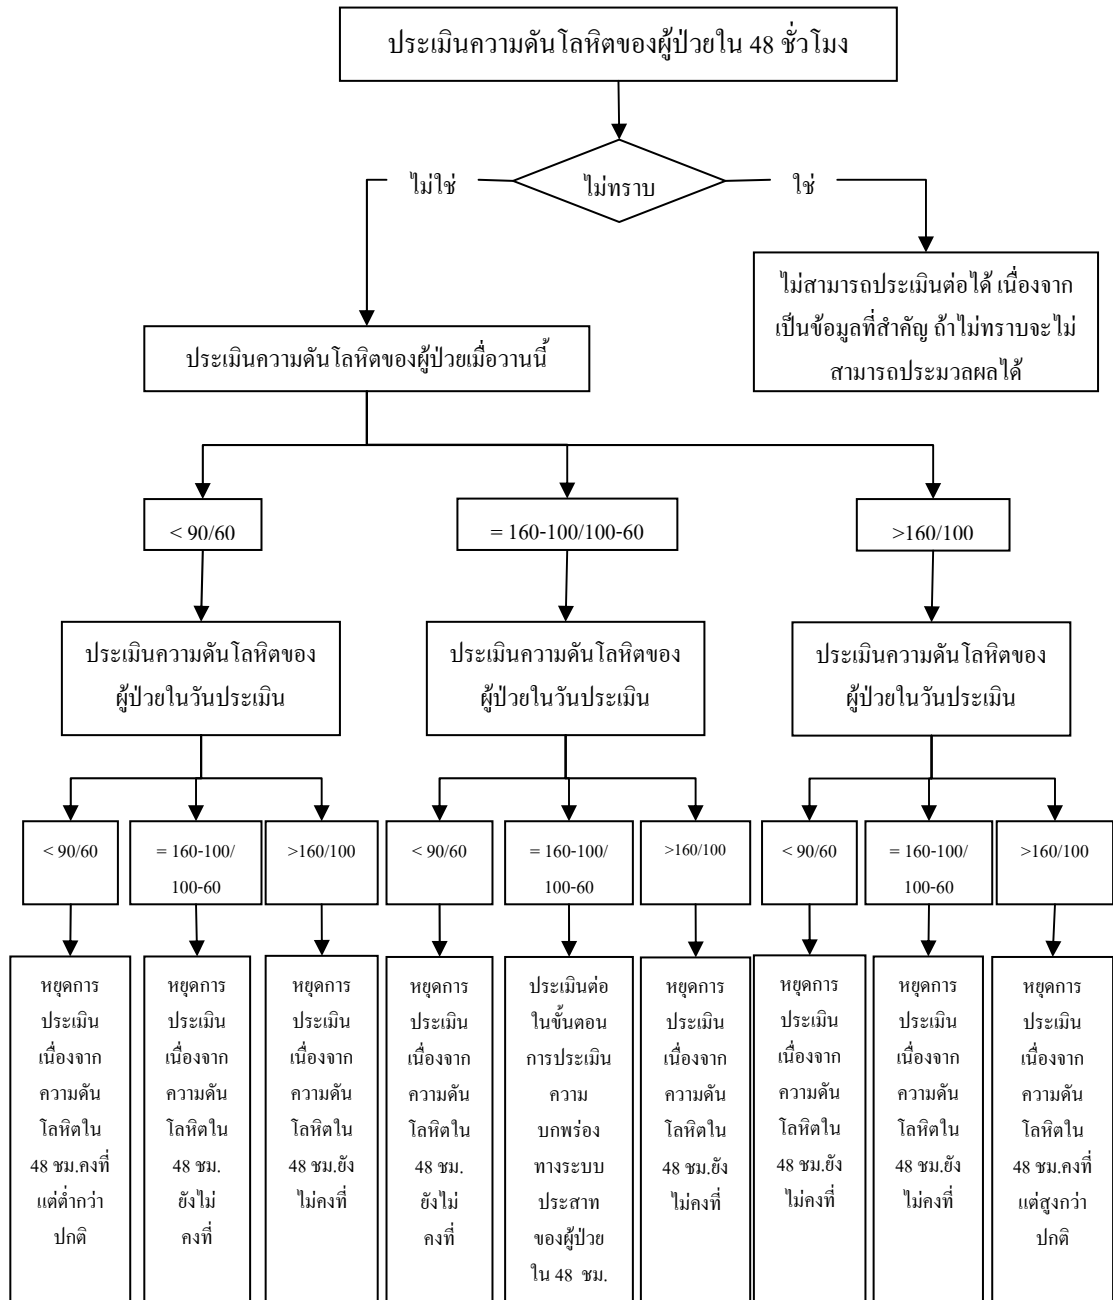 ประเมินความดันโลหิตของผู้ป่วยใน 48 ชั่วโมง
ไม่ใช่
ไม่ทราบ
ใช่
ไม่สามารถประเมินต่อได้ เนื่องจาก
เป็นข้อมูลที่สำคัญ ถ้าไม่ทราบจะไม่
สามารถประมวลผลได้
ประเมินความดันโลหิตของผู้ป่วยเมื่อวานนี้
< 90/60
= 160-100/100-60
>160/100
ประเมินความดันโลหิตของ
ผู้ป่วยในวันประเมิน
ประเมินความดันโลหิตของ
ผู้ป่วยในวันประเมิน
ประเมินความดันโลหิตของ
ผู้ป่วยในวันประเมิน
< 90/60
= 160-100/
100-60
>160/100
< 90/60
= 160-100/
100-60
>160/100
< 90/60
= 160-100/
100-60
>160/100
หยุดการ
ประเมิน
เนื่องจาก
ความดัน
โลหิตใน
48 ชม.คงที่
แต่ต่ำกว่า
ปกติ
หยุดการ
ประเมิน
เนื่องจาก
ความดัน
โลหิตใน
48 ชม.
ยังไม่
คงที่
หยุดการ
ประเมิน
เนื่องจาก
ความดัน
โลหิตใน
48 ชม.ยัง
ไม่คงที่
หยุดการ
ประเมิน
เนื่องจาก
ความดัน
โลหิตใน
48 ชม.
ยังไม่
คงที่
ประเมินต่อ
ในขั้นตอน
การประเมิน
ความ
บกพร่อง
ทางระบบ
ประสาท
ของผู้ป่วย
ใน 48 ชม.
หยุดการ
ประเมิน
เนื่องจาก
ความดัน
โลหิตใน
48 ชม.ยัง
ไม่คงที่
หยุดการ
ประเมิน
เนื่องจาก
ความดัน
โลหิตใน
48 ชม.ยัง
ไม่คงที่
หยุดการ
ประเมิน
เนื่องจาก
ความดัน
โลหิตใน
48 ชม.ยัง
ไม่คงที่
หยุดการ
ประเมิน
เนื่องจาก
ความดัน
โลหิตใน
48 ชม.คงที่
แต่สูงกว่า
ปกติ